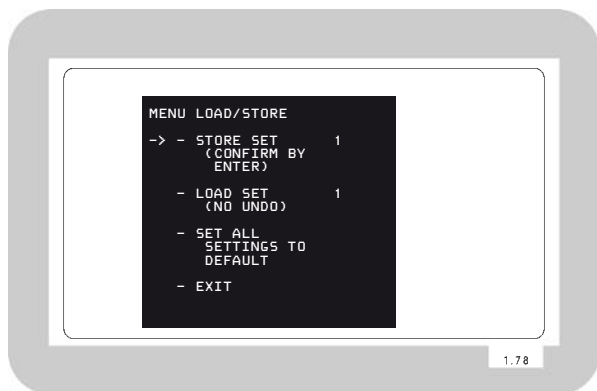 MENU LOAD/STORE
-> - STORE SET 1
(CONFIRM BY
ENTER)
- LOAD SET 1
(NO UNDO)
- SET ALL
SETTINGS TO
DEFAULT
- EXIT
1.78